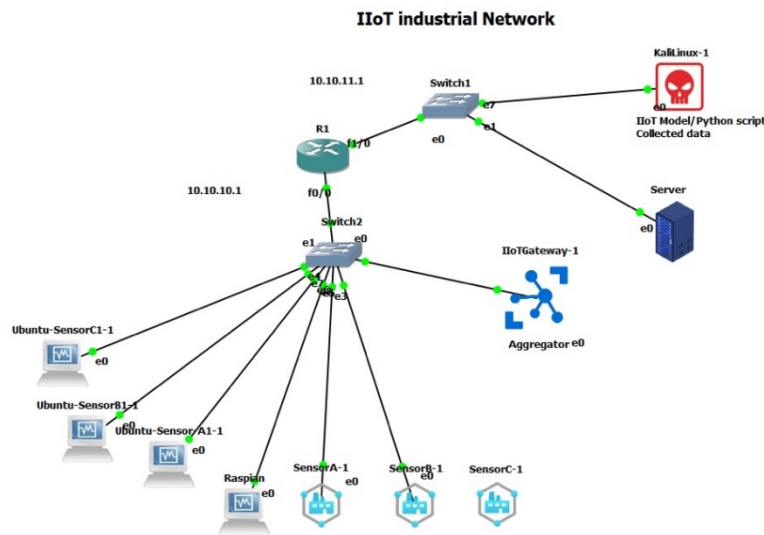 IIoT industrial Network
KaliLinux-1
Switch1
10.10.11.1
e7
e0
e1
IIoT Model/Python script
Collected data
R1
f1/0
e0
10.10.10.1
f0/0
Server
Switch2
e0
e1
e0
IIoTGateway-1
e4
e7
e3
Ubuntu-SensorC1-1
Aggregator
e0
e0
Ubuntu-SensorB1-1
e0
Ubuntu-Sensor A1-1
e0
Raspian
SensorA-1
SensorB-1
SensorC-1
e0
e0
e0